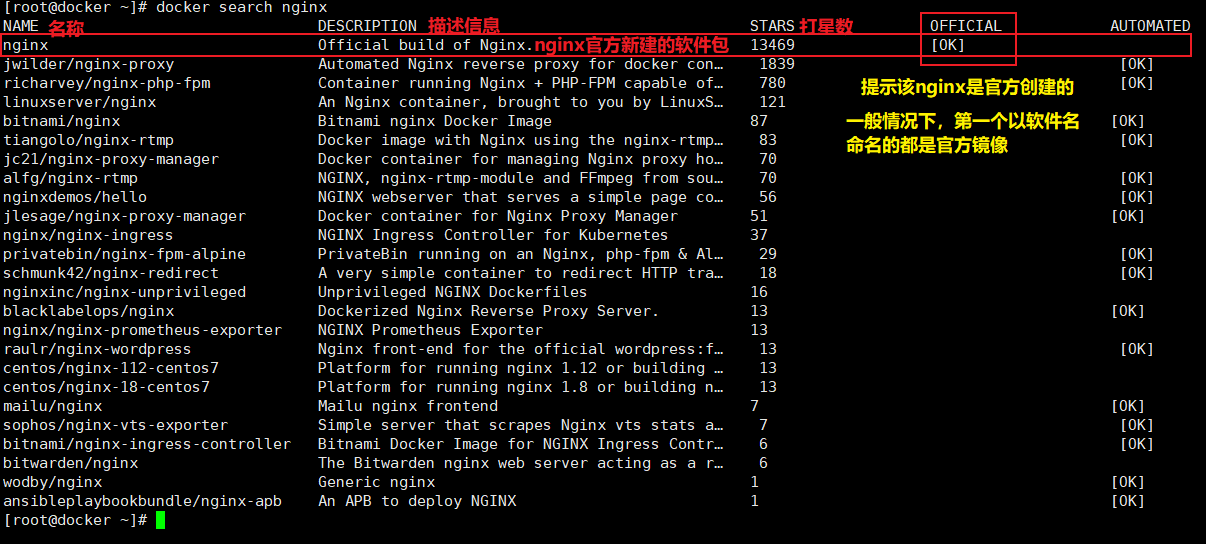 [root@docker ~]# docker search nginx
NAME 名称 DESCRIPTION 描述信息 STARS 打星数 OFFICIAL AUTOMATED
nginx Official build of Nginx. nginx官方新建的软件包 13469 [OK]
jwilder/nginx-proxy Automated Nginx reverse proxy for docker con… 1839 [OK]
richarvey/nginx-php-fpm Container running Nginx + PHP-FPM capable of… 780 [OK]
提示该nginx是官方创建的
linuxserver/nginx An Nginx container, brought to you by LinuxS… 121
bitnami/nginx Bitnami nginx Docker Image 87 [OK]
一般情况下，第一个以软件名
tiangolo/nginx-rtmp Docker image with Nginx using the nginx-rtmp… 83 [OK]
命名的都是官方镜像
jc21/nginx-proxy-manager Docker container for managing Nginx proxy ho… 70
alfg/nginx-rtmp NGINX, nginx-rtmp-module and FFmpeg from sou… 70 [OK]
nginxdemos/hello NGINX webserver that serves a simple page co… 56 [OK]
jlesage/nginx-proxy-manager Docker container for Nginx Proxy Manager 51 [OK]
nginx/nginx-ingress NGINX Ingress Controller for Kubernetes 37
privatebin/nginx-fpm-alpine PrivateBin running on an Nginx, php-fpm & Al… 29 [OK]
schmunk42/nginx-redirect A very simple container to redirect HTTP tra… 18 [OK]
nginxinc/nginx-unprivileged Unprivileged NGINX Dockerfiles 16
blacklabelops/nginx Dockerized Nginx Reverse Proxy Server. 13 [OK]
nginx/nginx-prometheus-exporter NGINX Prometheus Exporter 13
raulr/nginx-wordpress Nginx front-end for the official wordpress:f… 13 [OK]
centos/nginx-112-centos7 Platform for running nginx 1.12 or building … 13
centos/nginx-18-centos7 Platform for running nginx 1.8 or building n… 13
mailu/nginx Mailu nginx frontend 7 [OK]
sophos/nginx-vts-exporter Simple server that scrapes Nginx vts stats a… 7 [OK]
bitnami/nginx-ingress-controller Bitnami Docker Image for NGINX Ingress Contr… 6 [OK]
bitwarden/nginx The Bitwarden nginx web server acting as a r… 6
wodby/nginx Generic nginx 1 [OK]
ansibleplaybookbundle/nginx-apb An APB to deploy NGINX 1 [OK]
[root@docker ~]#